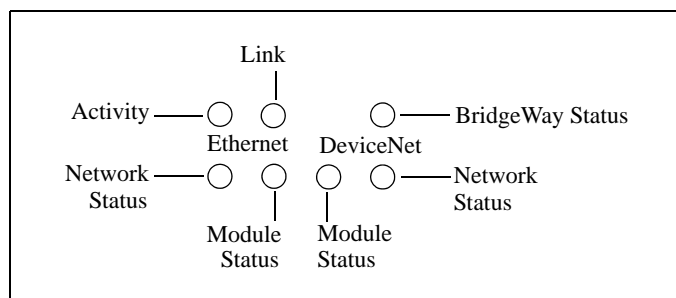 Link
Activity
BridgeWay Status
Ethernet
DeviceNet
Network
Status
Network
Status
Module
Status
Module
Status